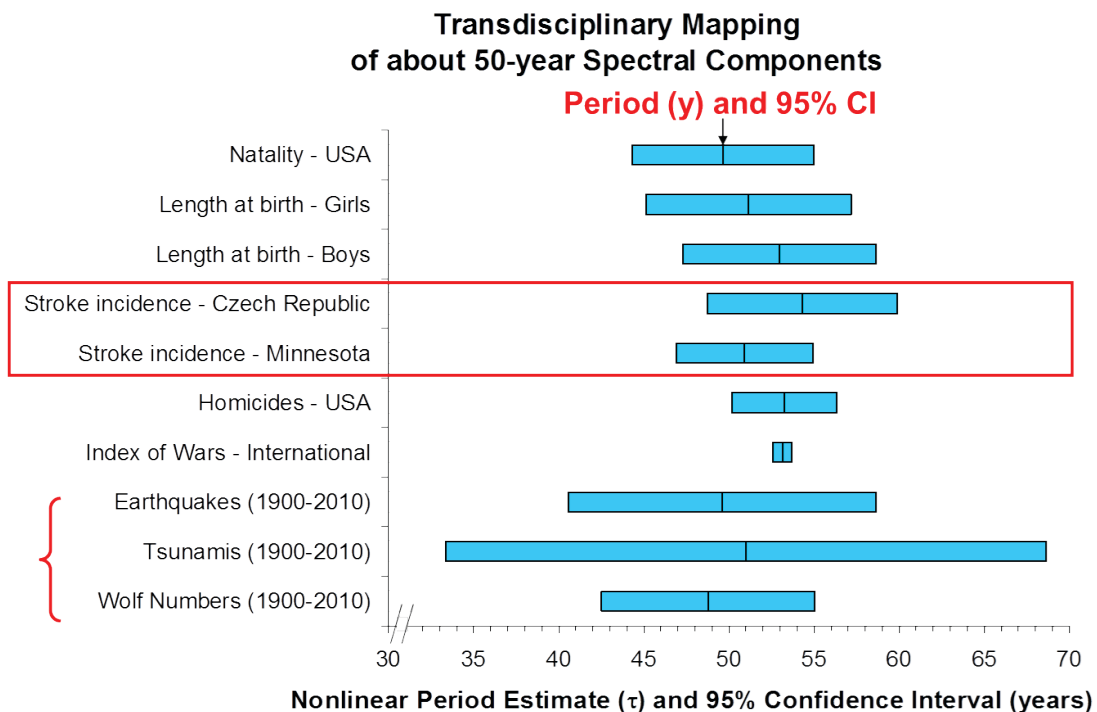 Transdisciplinary Mapping
of about 50-year Spectral Components
Period (y) and 95% CI
Natality - USA
Length at birth - Girls
Length at birth - Boys
Stroke incidence - Czech Republic
Stroke incidence - Minnesota
Homicides - USA
Index of Wars - International
Earthquakes (1900-2010)
Tsunamis (1900-2010)
Wolf Numbers (1900-2010)
30 35 40 45 50 55 60 65 70
Nonlinear Period Estimate (τ) and 95% Confidence Interval (years)